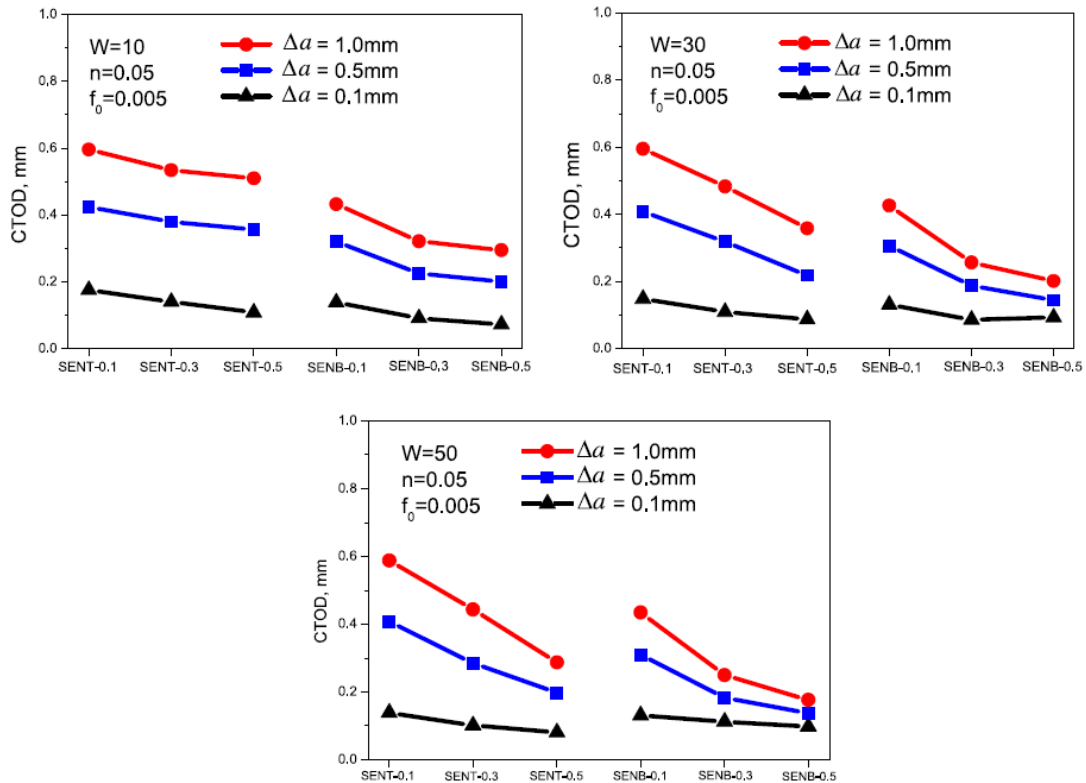 W=10
n=0.05
f₀=0.005
Δa = 1.0mm
Δa = 0.5mm
Δa = 0.1mm
CTOD, mm
1.0
0.8
0.6
0.4
0.2
0.0
SENT-0.1 SENT-0.3 SENT-0.5 SENB-0.1 SENB-0.3 SENB-0.5
W=30
n=0.05
f₀=0.005
Δa = 1.0mm
Δa = 0.5mm
Δa = 0.1mm
CTOD, mm
1.0
0.8
0.6
0.4
0.2
0.0
SENT-0.1 SENT-0.3 SENT-0.5 SENB-0.1 SENB-0.3 SENB-0.5
W=50
n=0.05
f₀=0.005
Δa = 1.0mm
Δa = 0.5mm
Δa = 0.1mm
CTOD, mm
1.0
0.8
0.6
0.4
0.2
0.0
SENT-0.1 SENT-0.3 SENT-0.5 SENB-0.1 SENB-0.3 SENB-0.5